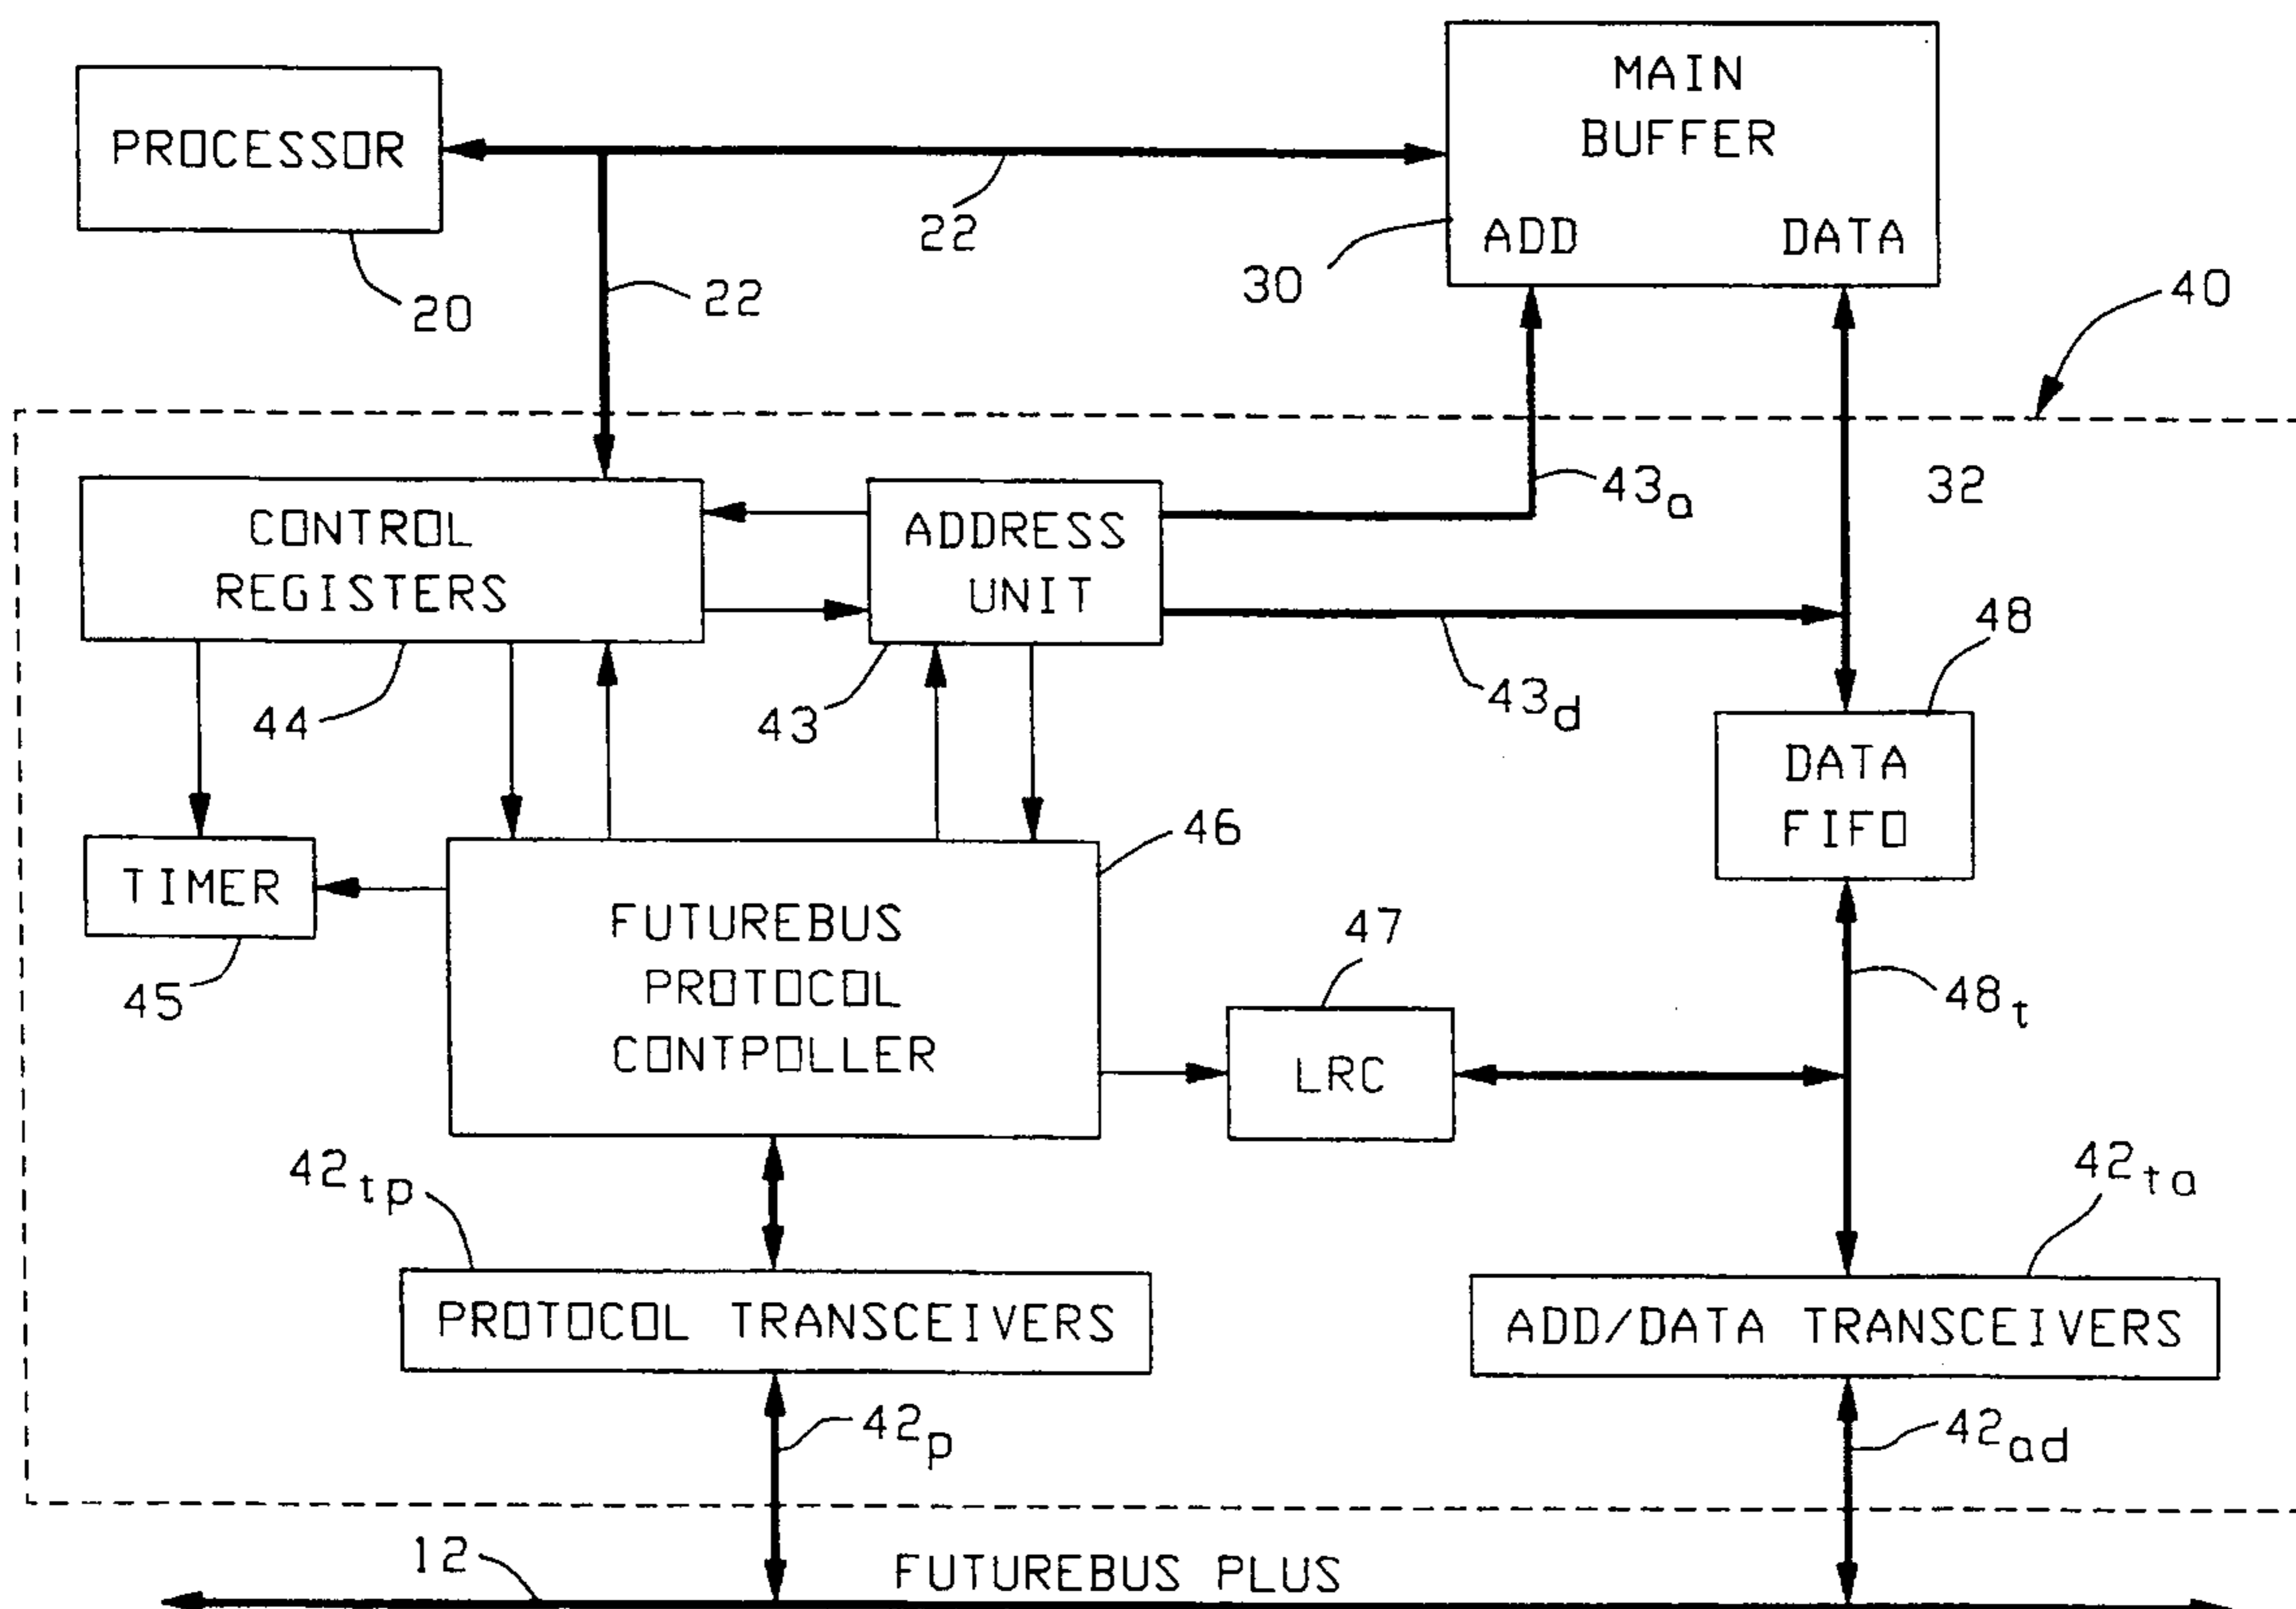 MAIN
BUFFER
PROCESSOR
22
ADD
DATA
30
20
22
40
43a
32
CONTROL
REGISTERS
ADDRESS
UNIT
48
44
43
43d
DATA
FIFO
46
TIMER
FUTUREBUS
PROTOCOL
CONTPOLLER
47
45
48t
LRC
42tp
42ta
PROTOCOL TRANSCEIVERS
ADD/DATA TRANSCEIVERS
42p
42ad
12
FUTUREBUS PLUS